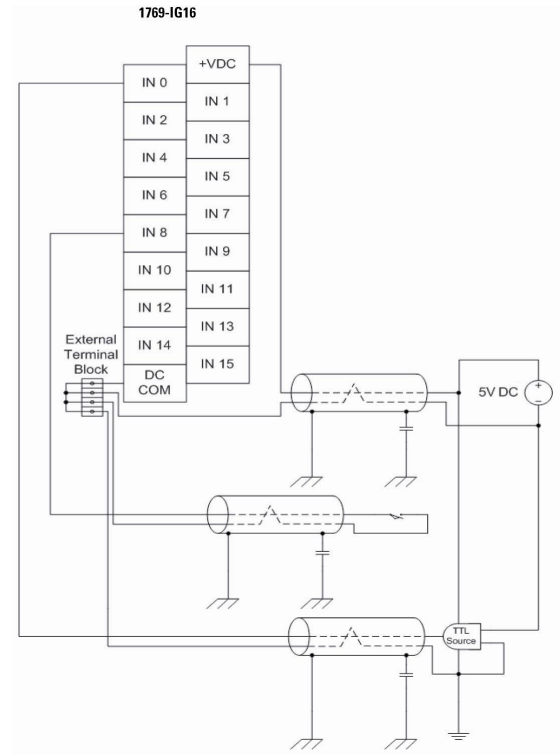 1769-IG16
+VDC
IN 0
IN 1
IN 2
IN 3
IN 4
IN 5
IN 6
IN 7
IN 8
IN 9
IN 10
IN 11
IN 12
IN 13
IN 14
IN 15
DC
COM
External
Terminal
Block
5V DC
+
−
TTL
Source